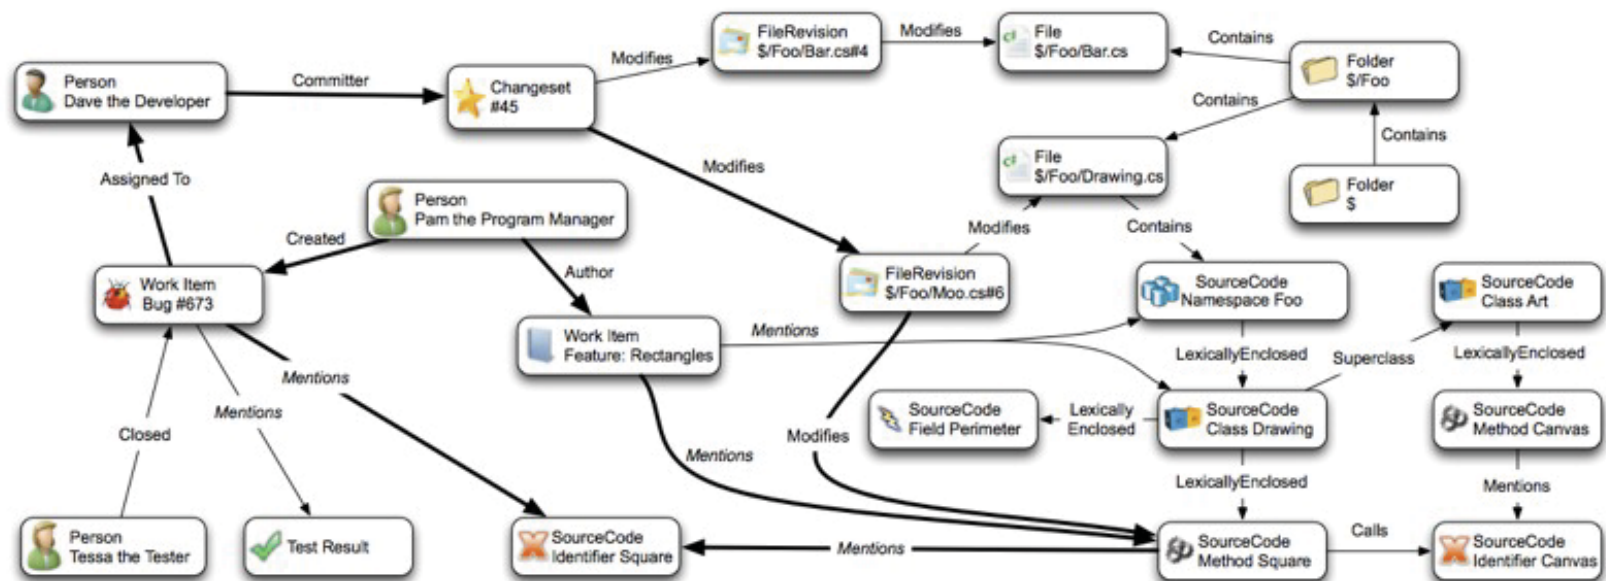 FileRevision
$/Foo/Bar.cs#4
Modifies
File
$/Foo/Bar.cs
Contains
Folder
$/Foo
Person
Dave the Developer
Committer
Changeset
#45
Modifies
Contains
Contains
Modifies
File
$/Foo/Drawing.cs
Folder
$
Assigned To
Person
Pam the Program Manager
Created
Modifies
Contains
Author
Work Item
Bug #673
FileRevision
$/Foo/Moo.cs#6
SourceCode
Namespace Foo
SourceCode
Class Art
Work Item
Feature: Rectangles
Mentions
LexicallyEnclosed
Superclass
LexicallyEnclosed
Mentions
Mentions
SourceCode
Field Perimeter
Lexically
Enclosed
SourceCode
Class Drawing
SourceCode
Method Canvas
Closed
Mentions
Modifies
LexicallyEnclosed
Mentions
Person
Tessa the Tester
Test Result
SourceCode
Identifier Square
Mentions
SourceCode
Method Square
Calls
SourceCode
Identifier Canvas